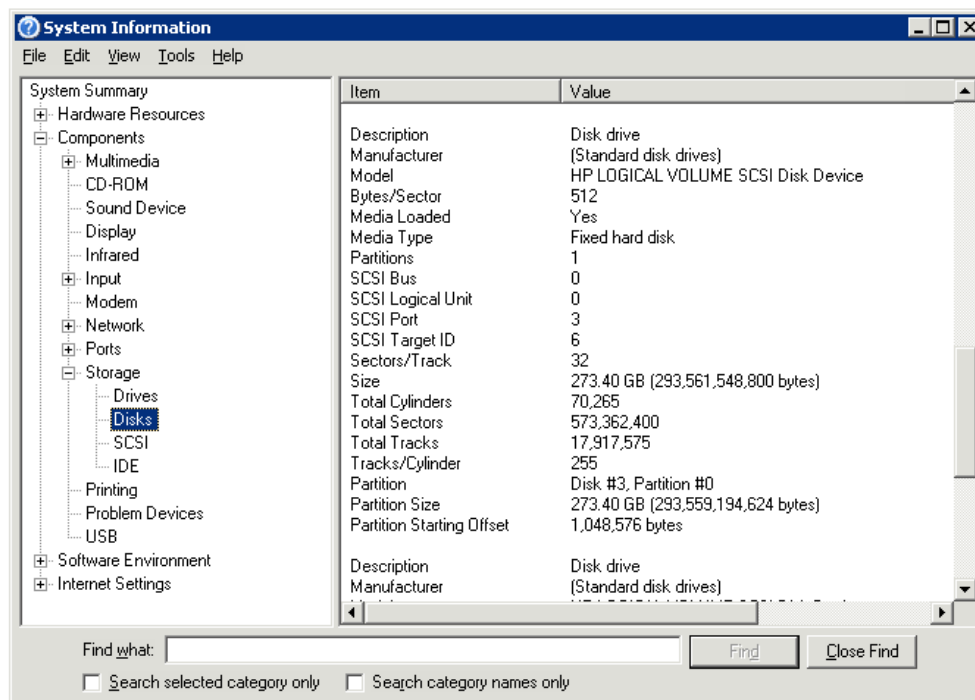 System Information
File Edit View Tools Help
System Summary
Hardware Resources
Components
Multimedia
CD-ROM
Sound Device
Display
Infrared
Input
Modem
Network
Ports
Storage
Drives
Disks
SCSI
IDE
Printing
Problem Devices
USB
Software Environment
Internet Settings
Item Value
Description Disk drive
Manufacturer (Standard disk drives)
Model HP LOGICAL VOLUME SCSI Disk Device
Bytes/Sector 512
Media Loaded Yes
Media Type Fixed hard disk
Partitions 1
SCSI Bus 0
SCSI Logical Unit 0
SCSI Port 3
SCSI Target ID 6
Sectors/Track 32
Size 273.40 GB (293,561,548,800 bytes)
Total Cylinders 70,265
Total Sectors 573,362,400
Total Tracks 17,917,575
Tracks/Cylinder 255
Partition Disk #3, Partition #0
Partition Size 273.40 GB (293,559,194,624 bytes)
Partition Starting Offset 1,048,576 bytes
Description Disk drive
Manufacturer (Standard disk drives)
Find what: Find Close Find
Search selected category only Search category names only